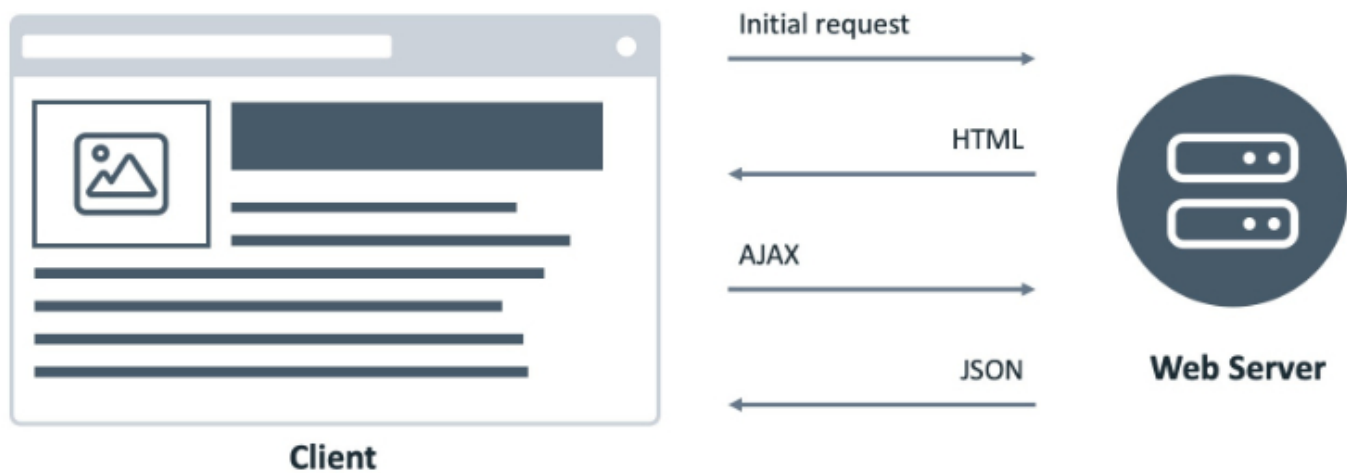 Initial request
HTML
AJAX
JSON
Web Server
Client